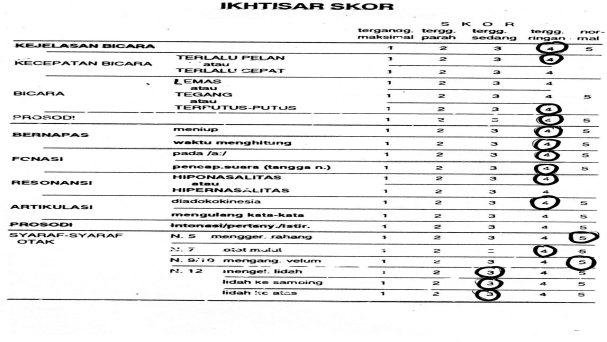 IKHTISAR SKOR
S K O R
terganog. tergg. tergg. tergg. nor-
maksimal parah sedang ringan mal
KEJELASAN BICARA 1 2 3 4 5
KECEPATAN BICARA TERLALU PELAN 1 2 3 4
atau
TERLALU CEPAT 1 2 3 4
LEMAS 1 2 3 4
atau
BICARA TEGANG 1 2 3 4 5
atau
TERPUTUS-PUTUS 1 2 3 4
PROSODI 1 2 3 4 5
BERNAPAS meniup 1 2 3 4 5
waktu menghitung 1 2 3 4 5
FONASI pada /a:/ 1 2 3 4 5
pencap.suara (tangga n.) 1 2 3 4 5
RESONANSI HIPONASALITAS 1 2 3 4
atau
HIPERNASALITAS 1 2 3 4
ARTIKULASI diadokokinesia 1 2 3 4 5
mengulang kata-kata 1 2 3 4 5
PROSODI intonasi/pertany./istir. 1 2 3 4 5
SYARAF-SYARAF N. 5 mengger. rahang 1 2 3 4 5
OTAK
N. 7 otot mulut 1 2 3 4 5
N. 9/10 mengang. velum 1 2 3 4 5
N. 12 mengel. lidah 1 2 3 4 5
lidah ke samping 1 2 3 4 5
lidah ke atas 1 2 3 4 5